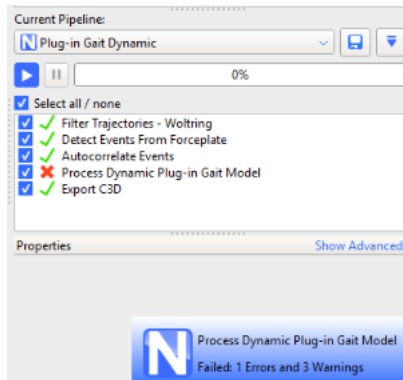 Current Pipeline:
N Plug-in Gait Dynamic
0%
Select all / none
Filter Trajectories - Woltring
Detect Events From Forceplate
Autocorrelate Events
Process Dynamic Plug-in Gait Model
Export C3D
Properties Show Advanced
N Process Dynamic Plug-in Gait Model
Failed: 1 Errors and 3 Warnings